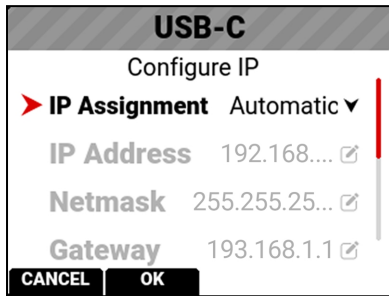 USB-C
Configure IP
IP Assignment Automatic
IP Address 192.168....
Netmask 255.255.25...
Gateway 193.168.1.1
CANCEL OK